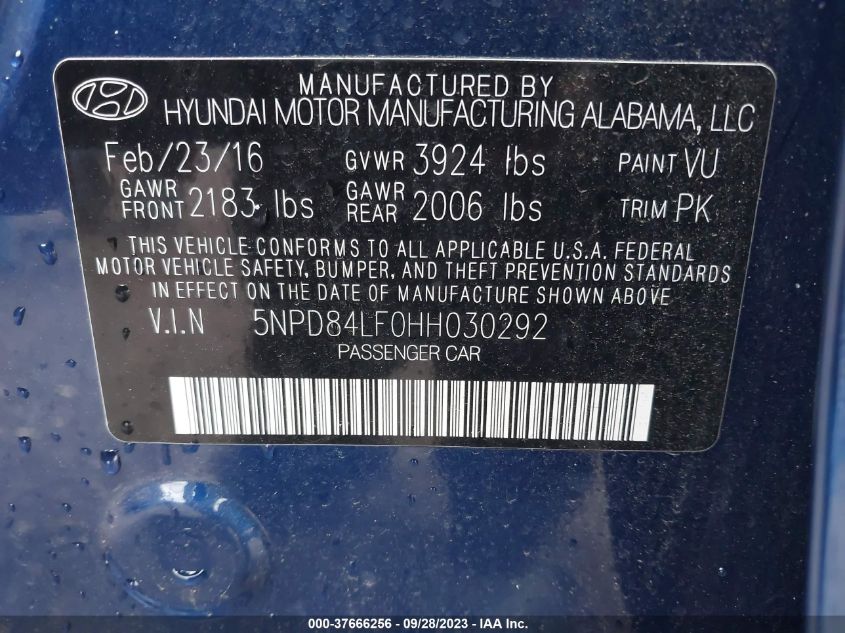 MANUFACTURED BY
HYUNDAI MOTOR MANUFACTURING ALABAMA, LLC
Feb/23/16 GVWR 3924 lbs PAINT VU
GAWR FRONT 2183 lbs GAWR REAR 2006 lbs TRIM PK
THIS VEHICLE CONFORMS TO ALL APPLICABLE U.S.A. FEDERAL
MOTOR VEHICLE SAFETY, BUMPER, AND THEFT PREVENTION STANDARDS
IN EFFECT ON THE DATE OF MANUFACTURE SHOWN ABOVE
V.I.N 5NPD84LF0HH030292
PASSENGER CAR
000-37666256 - 09/28/2023 - IAA Inc.